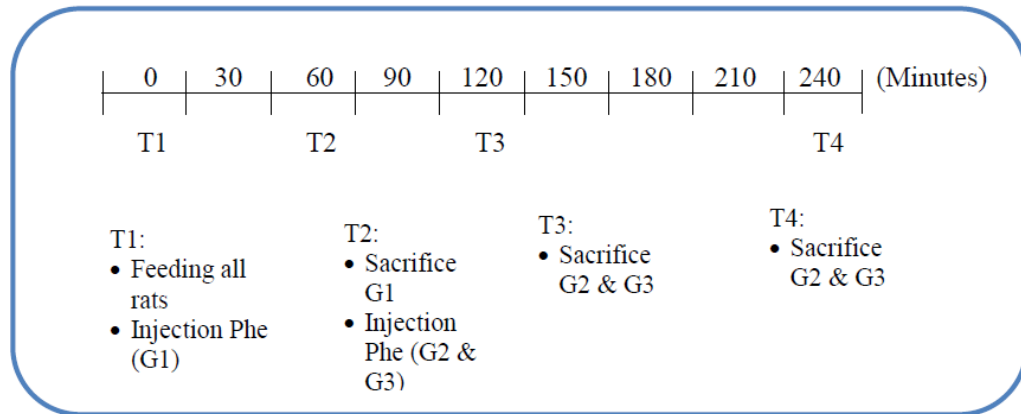 0 30 60 90 120 150 180 210 240 (Minutes)
T1 T2 T3 T4
T1:
• Feeding all
rats
• Injection Phe
(G1)
T2:
• Sacrifice
G1
• Injection
Phe (G2 &
G3)
T3:
• Sacrifice
G2 & G3
T4:
• Sacrifice
G2 & G3